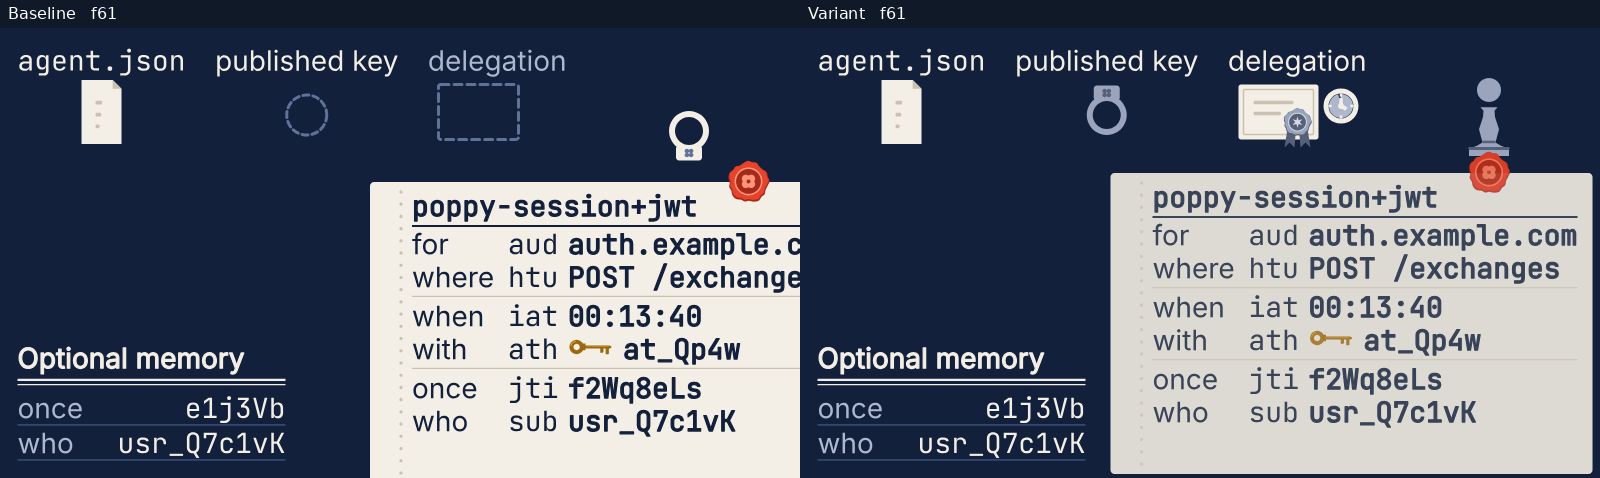 Baseline f61
agent.json published key delegation
poppy-session+jwt
for aud auth.example.c
where htu POST /exchange
when iat 00:13:40
with ath at_Qp4w
once jti f2Wq8eLs
who sub usr_Q7c1vK
Optional memory
once e1j3Vb
who usr_Q7c1vK
Variant f61
agent.json published key delegation
poppy-session+jwt
for aud auth.example.com
where htu POST /exchanges
when iat 00:13:40
with ath at_Qp4w
once jti f2Wq8eLs
who sub usr_Q7c1vK
Optional memory
once e1j3Vb
who usr_Q7c1vK